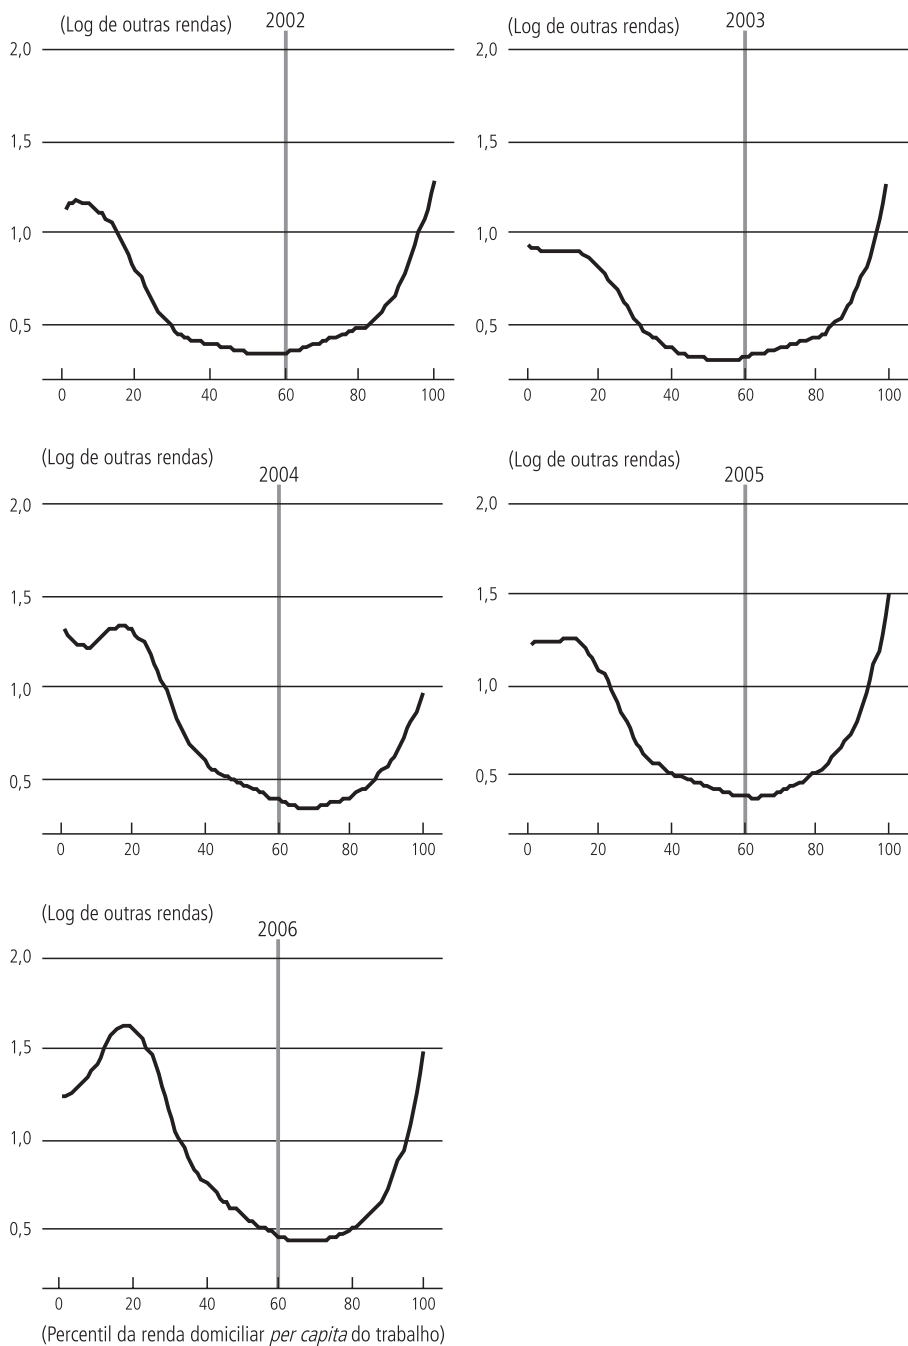 (Log de outras rendas)
2002
2,0
1,5
1,0
0,5
0 20 40 60 80 100
(Log de outras rendas)
2003
2,0
1,5
1,0
0,5
0 20 40 60 80 100
(Log de outras rendas)
2004
2,0
1,5
1,0
0,5
0 20 40 60 80 100
(Log de outras rendas)
2005
2,0
1,5
1,0
0,5
0 20 40 60 80 100
(Log de outras rendas)
2006
2,0
1,5
1,0
0,5
0 20 40 60 80 100
(Percentil da renda domiciliar per capita do trabalho)